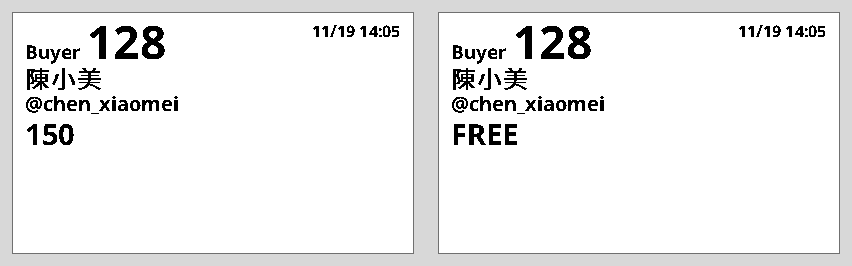 Buyer 128 11/19 14:05
陳小美
@chen_xiaomei
150
Buyer 128 11/19 14:05
陳小美
@chen_xiaomei
FREE